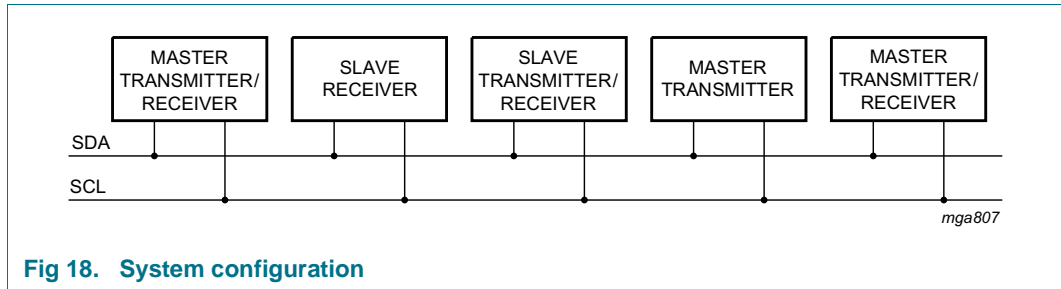 MASTER
TRANSMITTER/
RECEIVER
SLAVE
RECEIVER
SLAVE
TRANSMITTER/
RECEIVER
MASTER
TRANSMITTER
MASTER
TRANSMITTER/
RECEIVER
SDA
SCL
mga807
Fig 18. System configuration